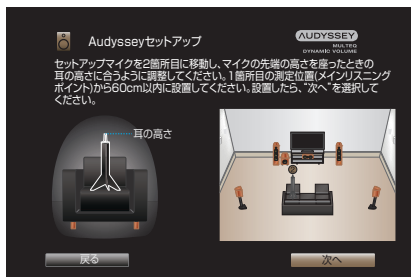 Audysseyセットアップ
AUDYSSEY
MULTEQ
DYNAMIC VOLUME
セットアップマイクを2箇所目に移動し、マイクの先端の高さを座ったときの
耳の高さに合うように調整してください。1箇所目の測定位置(メインリスニング
ポイント)から60cm以内に設置してください。設置したら、"次へ"を選択して
ください。
耳の高さ
戻る
次へ